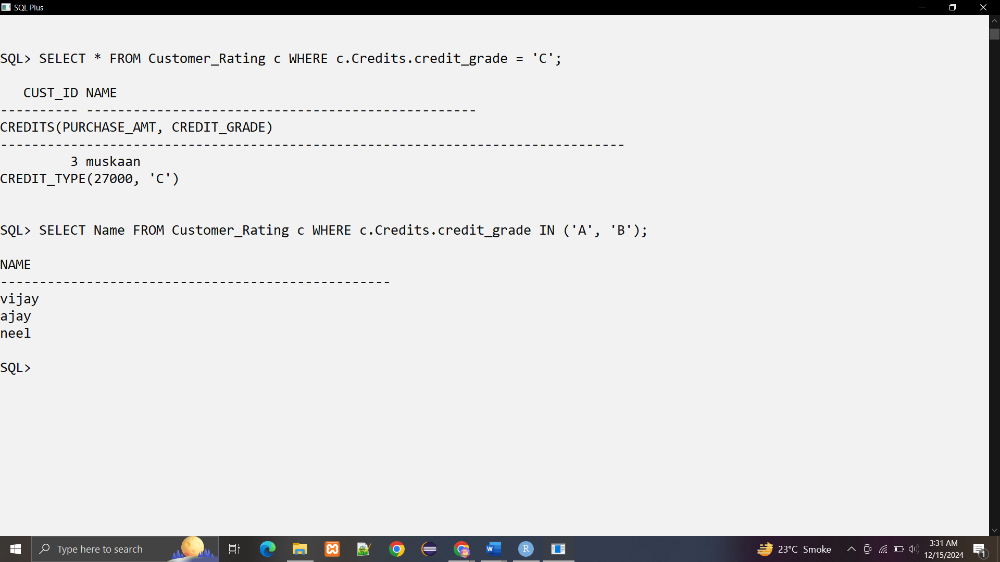 SQL Plus
SQL> SELECT * FROM Customer_Rating c WHERE c.Credits.credit_grade = 'C';
   CUST_ID NAME
---------- --------------------------------------------------
CREDITS(PURCHASE_AMT, CREDIT_GRADE)
--------------------------------------------------------------------------------
         3 muskaan
CREDIT_TYPE(27000, 'C')
SQL> SELECT Name FROM Customer_Rating c WHERE c.Credits.credit_grade IN ('A', 'B');
NAME
--------------------------------------------------
vijay
ajay
neel
SQL>
Type here to search
W
R
23°C Smoke
3:31 AM
12/15/2024
1